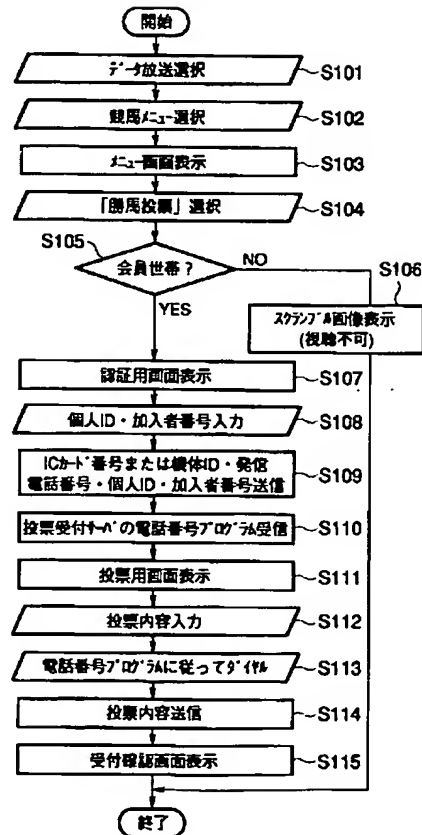 開始
データ放送選択 S101
競馬メニュー選択 S102
メニュー画面表示 S103
「勝馬投票」選択 S104
S105
会員世帯? NO S106
YES
スクランブル画像表示
(視聴不可)
認証用画面表示 S107
個人ID・加入者番号入力 S108
ICカード番号または機体ID・発信
電話番号・個人ID・加入者番号送信 S109
投票受付サーバの電話番号プログラム受信 S110
投票用画面表示 S111
投票内容入力 S112
電話番号プログラムに従ってダイヤル S113
投票内容送信 S114
受付確認画面表示 S115
終了